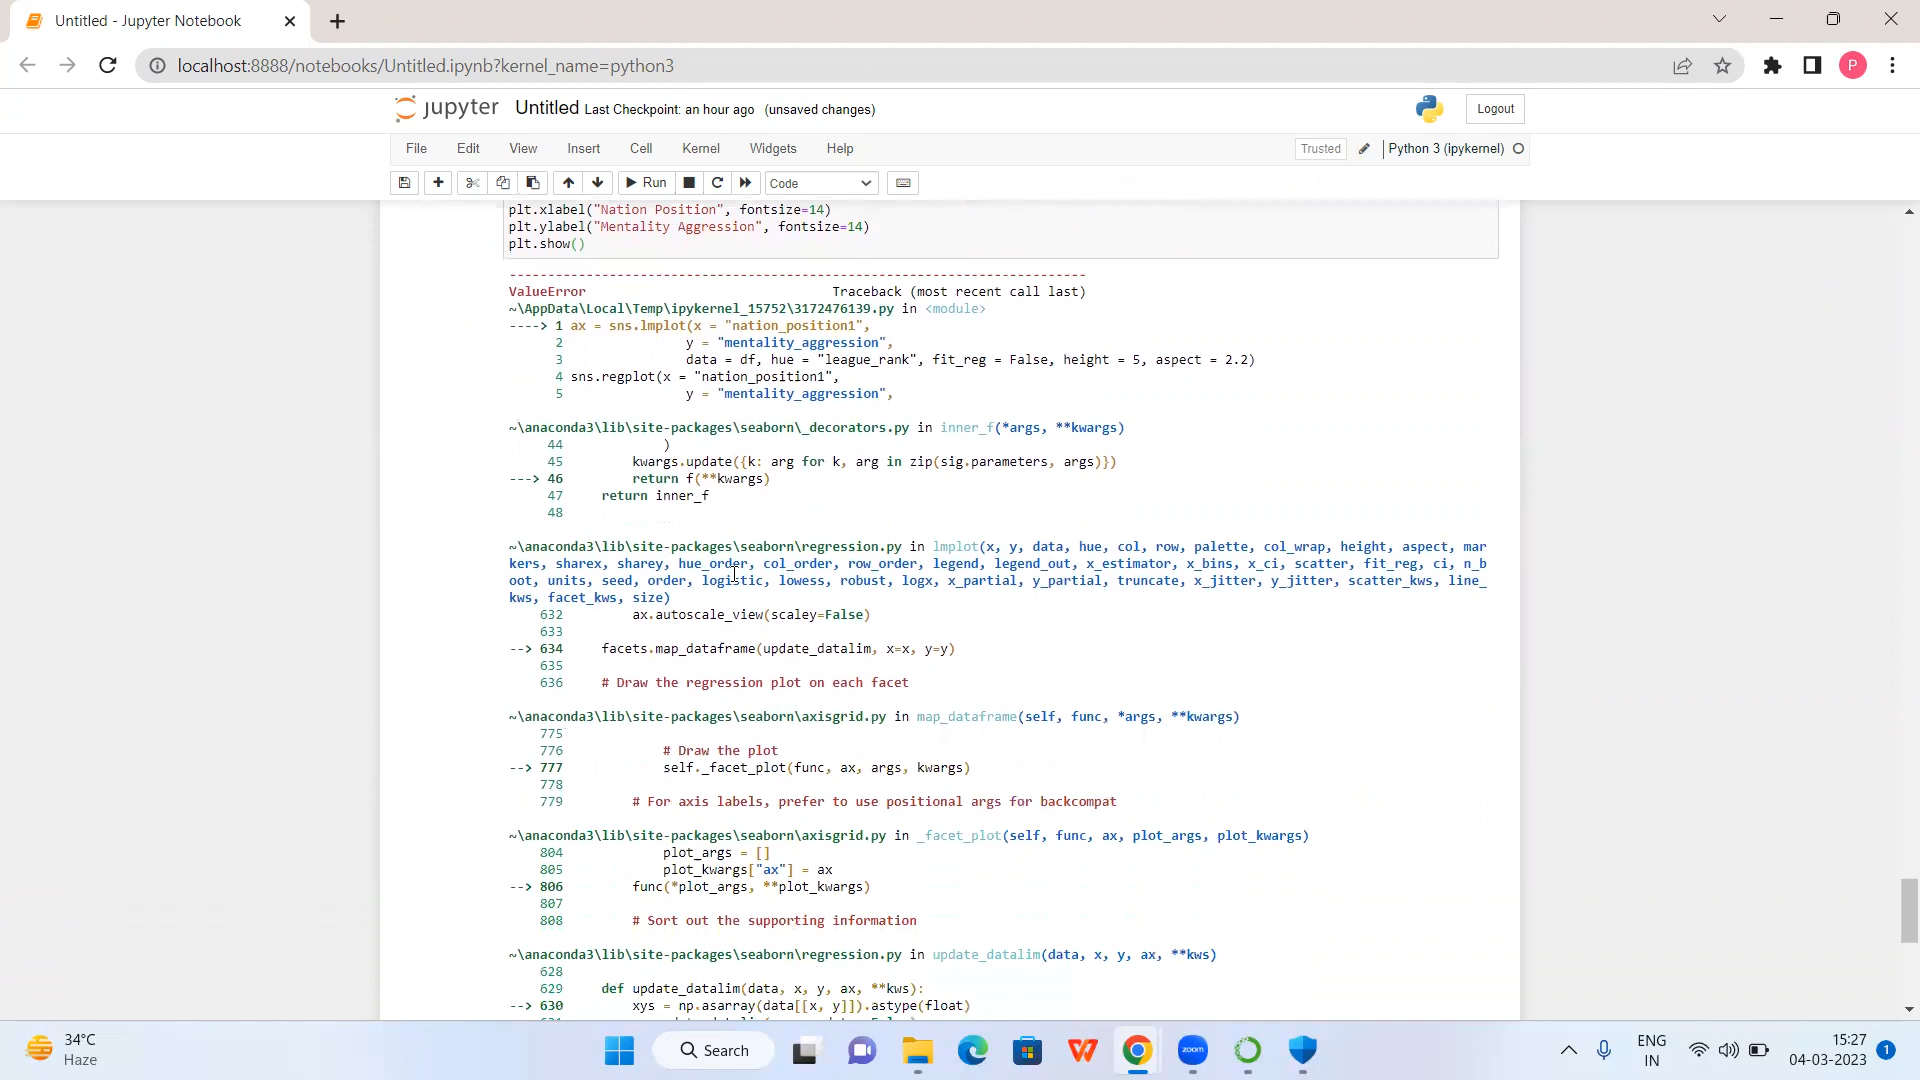 Untitled - Jupyter Notebook
localhost:8888/notebooks/Untitled.ipynb?kernel_name=python3
P
jupyter Untitled Last Checkpoint: an hour ago (unsaved changes)
Logout
File Edit View Insert Cell Kernel Widgets Help
Trusted
Python 3 (ipykernel)
Run
Code
plt.xlabel("Nation Position", fontsize=14)
plt.ylabel("Mentality Aggression", fontsize=14)
plt.show()
---------------------------------------------------------------------------
ValueError                                Traceback (most recent call last)
~\AppData\Local\Temp\ipykernel_15752\3172476139.py in <module>
----> 1 ax = sns.lmplot(x = "nation_position1",
      2                y = "mentality_aggression",
      3                data = df, hue = "league_rank", fit_reg = False, height = 5, aspect = 2.2)
      4 sns.regplot(x = "nation_position1",
      5                y = "mentality_aggression",
~\anaconda3\lib\site-packages\seaborn\_decorators.py in inner_f(*args, **kwargs)
     44             )
     45         kwargs.update({k: arg for k, arg in zip(sig.parameters, args)})
---> 46         return f(**kwargs)
     47     return inner_f
     48
~\anaconda3\lib\site-packages\seaborn\regression.py in lmplot(x, y, data, hue, col, row, palette, col_wrap, height, aspect, mar
kers, sharex, sharey, hue_order, col_order, row_order, legend, legend_out, x_estimator, x_bins, x_ci, scatter, fit_reg, ci, n_b
oot, units, seed, order, logistic, lowess, robust, logx, x_partial, y_partial, truncate, x_jitter, y_jitter, scatter_kws, line_
kws, facet_kws, size)
    632         ax.autoscale_view(scaley=False)
    633
--> 634     facets.map_dataframe(update_datalim, x=x, y=y)
    635
    636     # Draw the regression plot on each facet
~\anaconda3\lib\site-packages\seaborn\axisgrid.py in map_dataframe(self, func, *args, **kwargs)
    775
    776             # Draw the plot
--> 777             self._facet_plot(func, ax, args, kwargs)
    778
    779         # For axis labels, prefer to use positional args for backcompat
~\anaconda3\lib\site-packages\seaborn\axisgrid.py in _facet_plot(self, func, ax, plot_args, plot_kwargs)
    804             plot_args = []
    805             plot_kwargs["ax"] = ax
--> 806         func(*plot_args, **plot_kwargs)
    807
    808         # Sort out the supporting information
~\anaconda3\lib\site-packages\seaborn\regression.py in update_datalim(data, x, y, ax, **kws)
    628
    629     def update_datalim(data, x, y, ax, **kws):
--> 630         xys = np.asarray(data[[x, y]]).astype(float)
34°C
Haze
Search
W
zoom
ENG
IN
15:27
04-03-2023
1